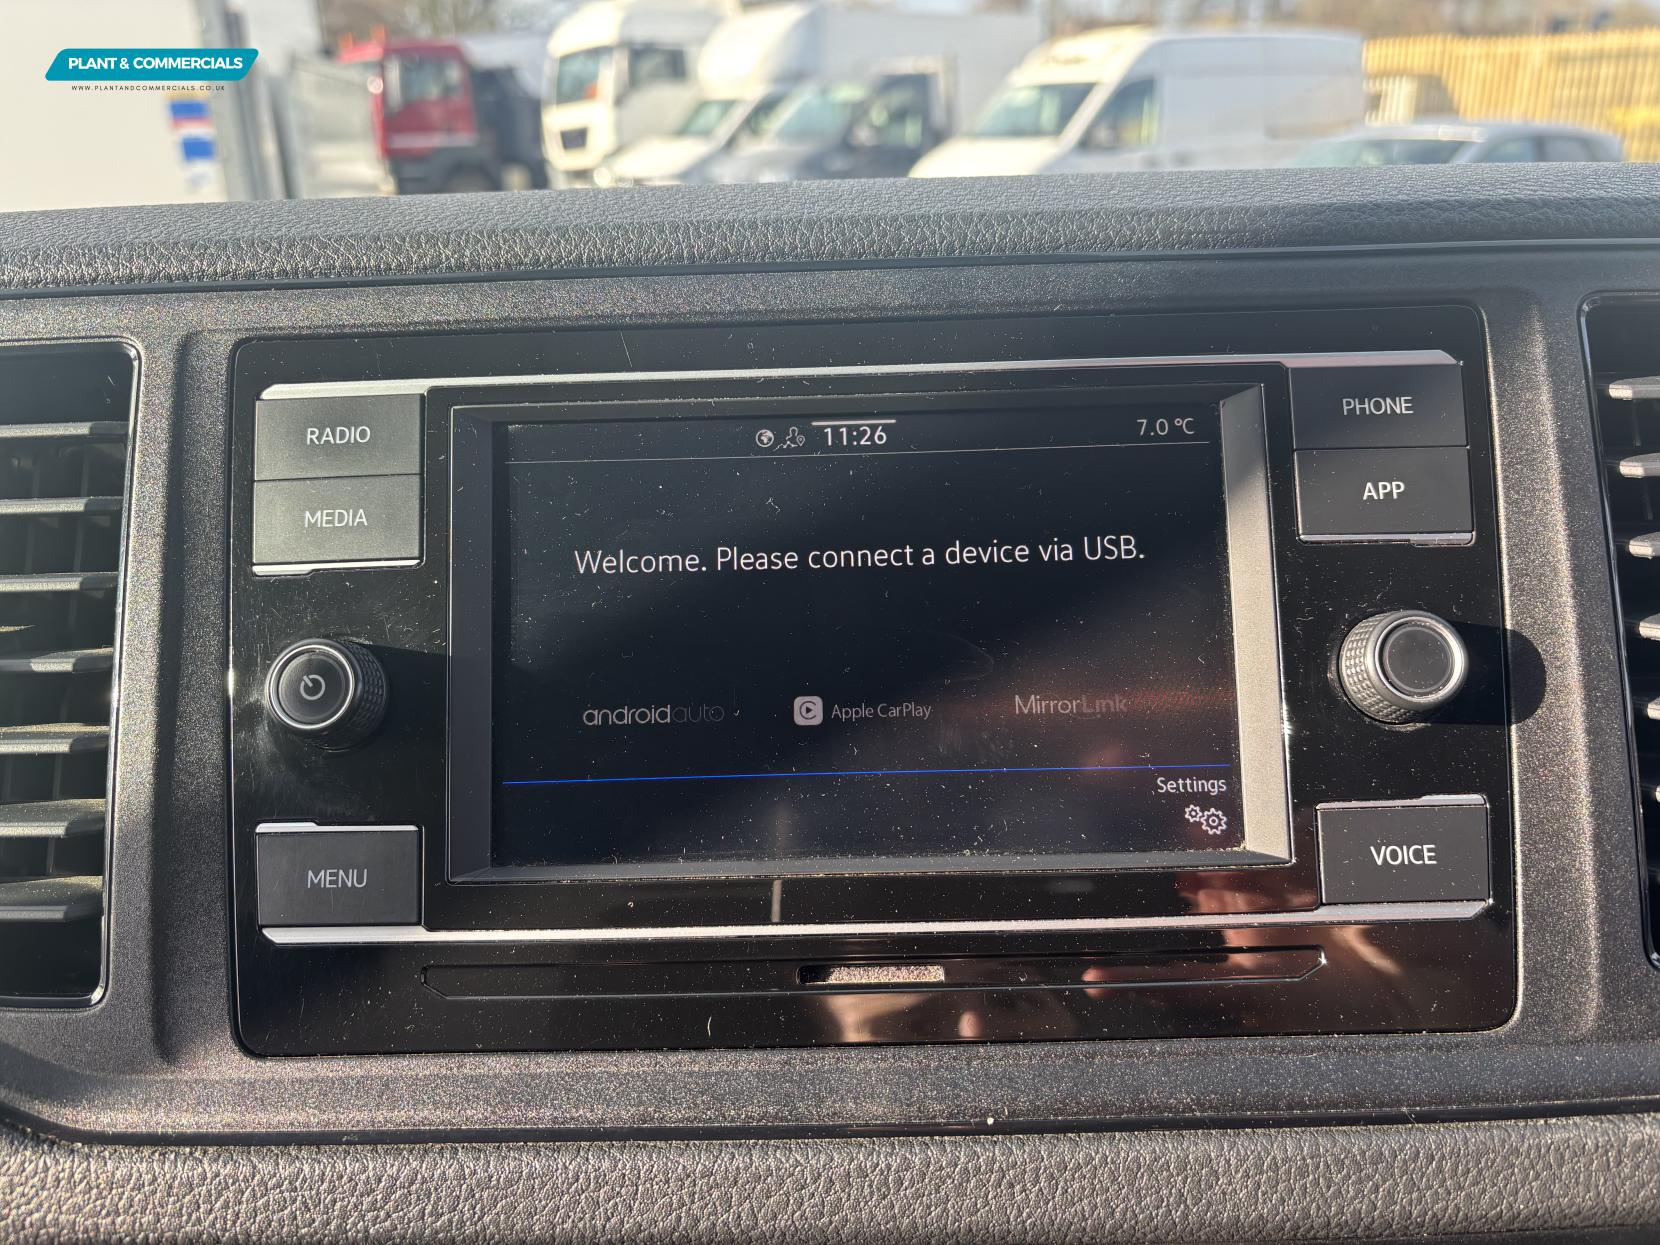 PLANT & COMMERCIALS
WWW.PLANTANDCOMMERCIALS.CO.UK
RADIO
MEDIA
MENU
11:26
7.0 °C
Welcome. Please connect a device via USB.
androidauto
Apple CarPlay
MirrorLink
Settings
PHONE
APP
VOICE